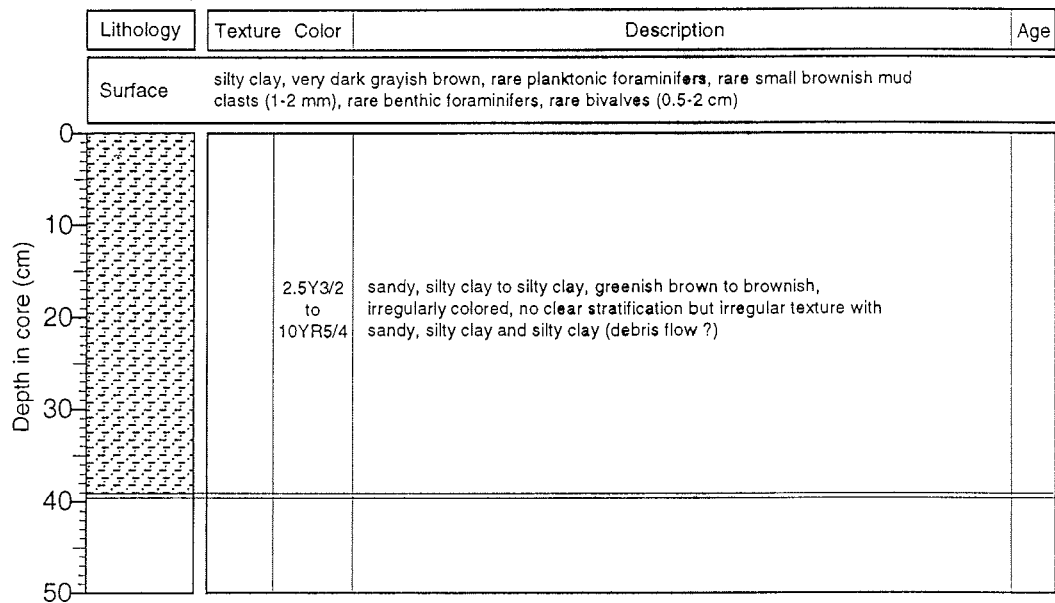 Lithology Texture Color Description Age
Surface
silty clay, very dark grayish brown, rare planktonic foraminifers, rare small brownish mud
clasts (1-2 mm), rare benthic foraminifers, rare bivalves (0.5-2 cm)
Depth in core (cm)
0
10
20
30
40
50
2.5Y3/2
to
10YR5/4
sandy, silty clay to silty clay, greenish brown to brownish,
irregularly colored, no clear stratification but irregular texture with
sandy, silty clay and silty clay (debris flow ?)